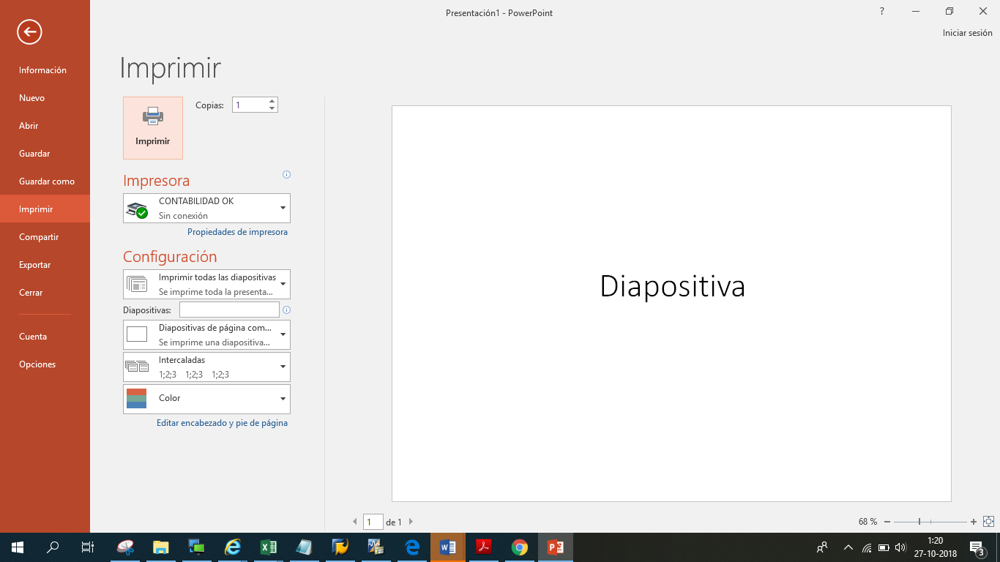 Presentación1 - PowerPoint
?
Iniciar sesión
Información
Nuevo
Abrir
Guardar
Guardar como
Imprimir
Compartir
Exportar
Cerrar
Cuenta
Opciones
Imprimir
Imprimir
Copias: 1
Impresora
CONTABILIDAD OK
Sin conexión
Propiedades de impresora
Configuración
Imprimir todas las diapositivas
Se imprime toda la presenta...
Diapositivas:
Diapositivas de página com...
Se imprime una diapositiva...
Intercaladas
1;2;3 1;2;3 1;2;3
Color
Editar encabezado y pie de página
Diapositiva
1 de 1
68 %
1:20
27-10-2018
3